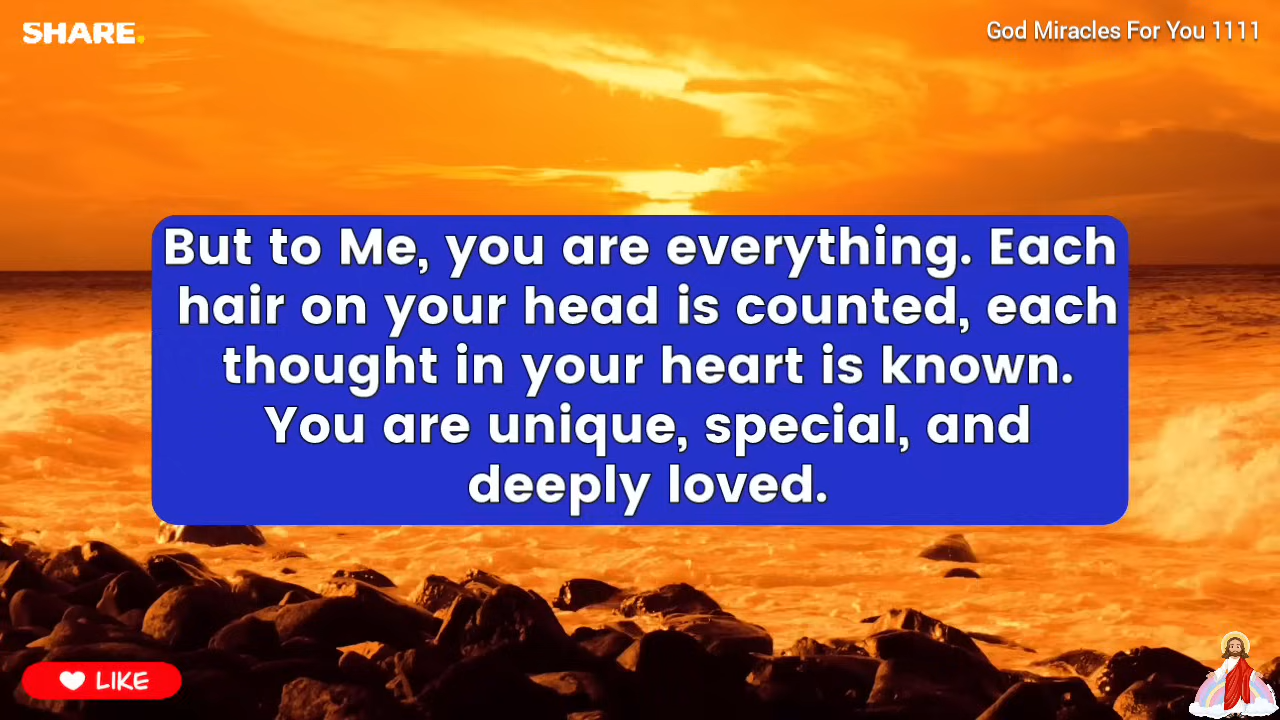 SHARE.
God Miracles For You 1111
But to Me, you are everything. Each
hair on your head is counted, each
thought in your heart is known.
You are unique, special, and
deeply loved.
LIKE